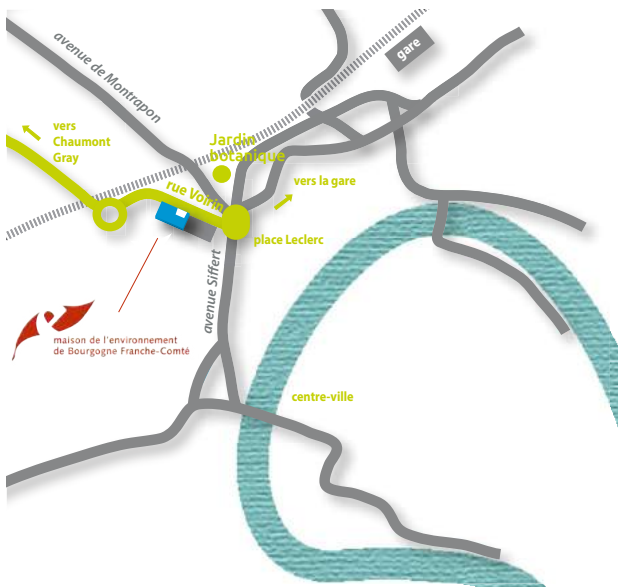 avenue de Montrapon
gare
vers
Chaumont
Gray
Jardin
botanique
rue Voirin
vers la gare
place Leclerc
avenue Siffert
maison de l'environnement
de Bourgogne Franche-Comté
centre-ville